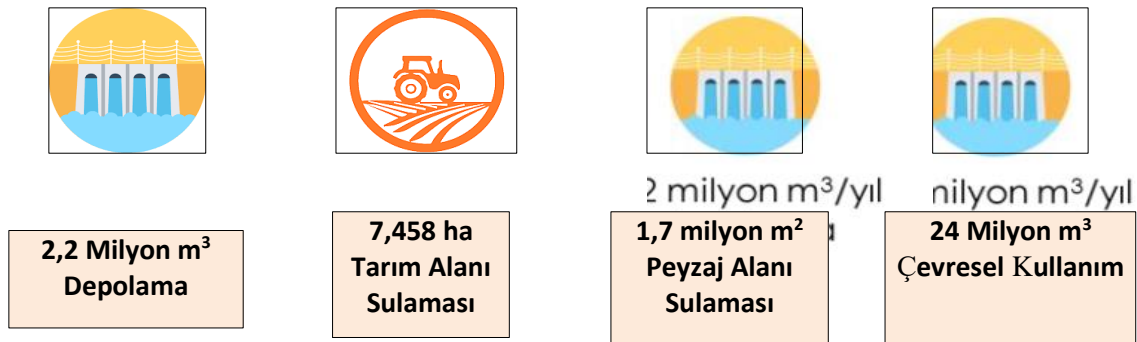 2 milyon m³/yıl
milyon m³/yıl
2,2 Milyon m³
Depolama
7,458 ha
Tarım Alanı
Sulaması
1,7 milyon m²
Peyzaj Alanı
Sulaması
24 Milyon m³
Çevresel Kullanım